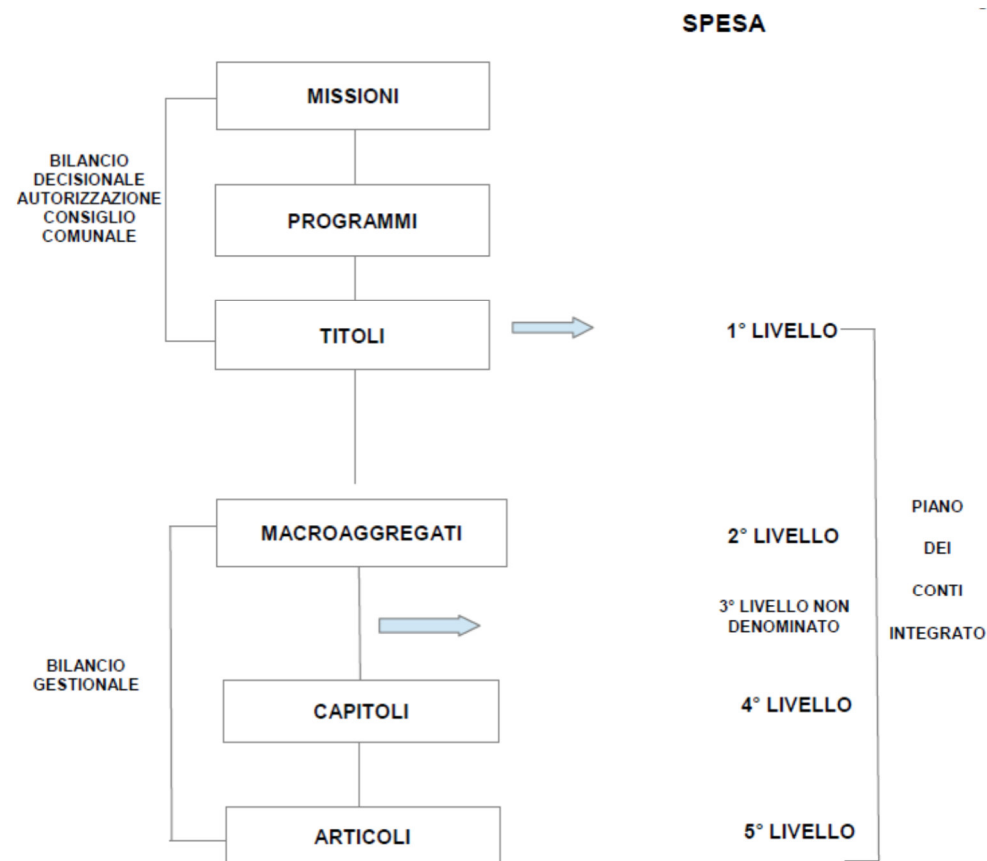 SPESA
MISSIONI
BILANCIO
DECISIONALE
AUTORIZZAZIONE
CONSIGLIO
COMUNALE
PROGRAMMI
TITOLI
1° LIVELLO
MACROAGGREGATI
2° LIVELLO
PIANO
DEI
CONTI
INTEGRATO
3° LIVELLO NON
DENOMINATO
BILANCIO
GESTIONALE
CAPITOLI
4° LIVELLO
ARTICOLI
5° LIVELLO